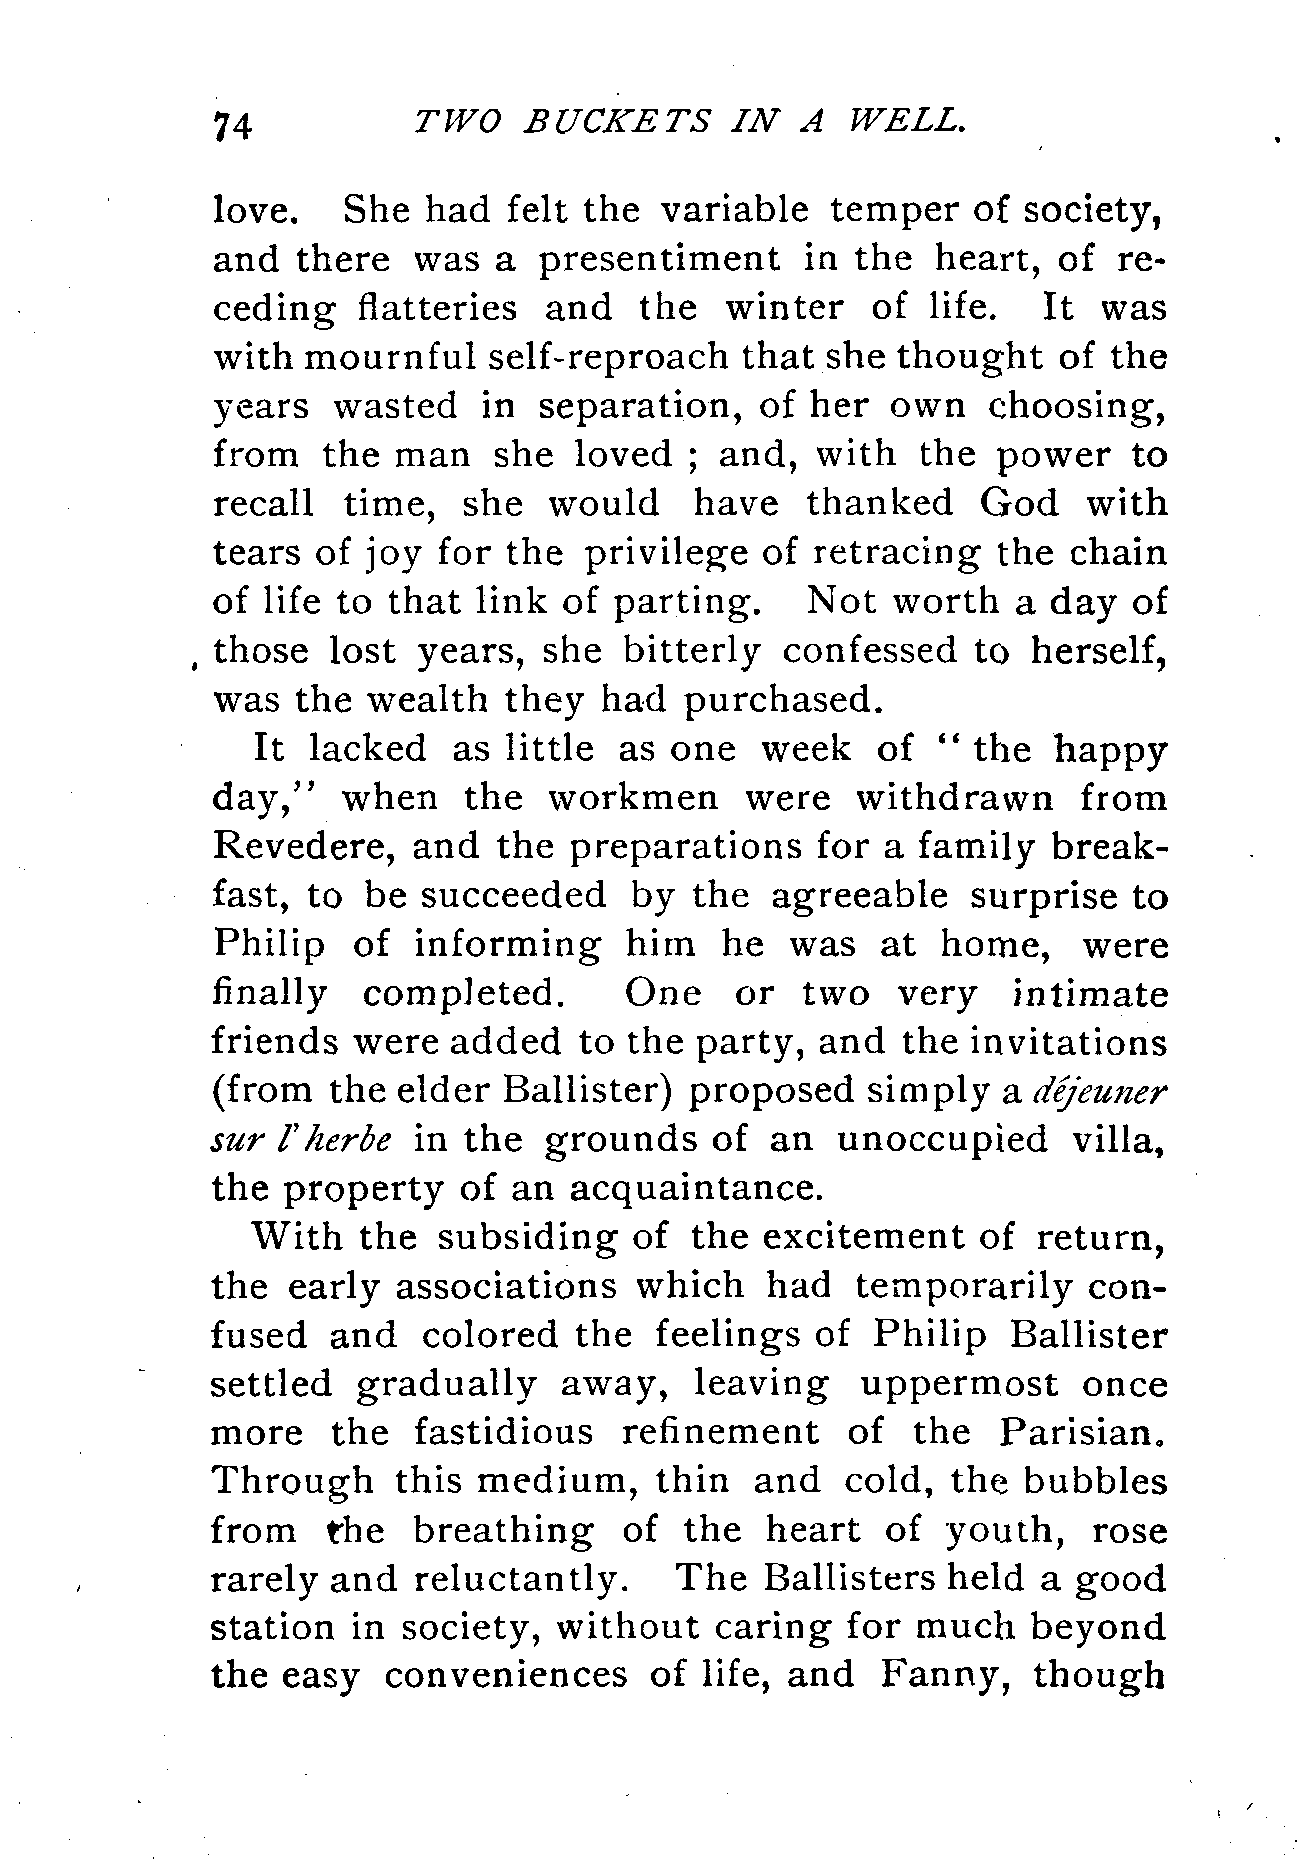 74 TWO BUCKETS IN A WELL.
love. She had felt the variable temper of society,
and there was a presentiment in the heart, of re-
ceding flatteries and the winter of life. It was
with mournful self-reproach that she thought of the
years wasted in separation, of her own choosing,
from the man she loved ; and, with the power to
recall time, she would have thanked God with
tears of joy for the privilege of retracing the chain
of life to that link of parting. Not worth a day of
those lost years, she bitterly confessed to herself,
was the wealth they had purchased.
It lacked as little as one week of “ the happy
day,” when the workmen were withdrawn from
Revedere, and the preparations for a family break-
fast, to be succeeded by the agreeable surprise to
Philip of informing him he was at home, were
finally completed. One or two very intimate
friends were added to the party, and the invitations
(from the elder Ballister) proposed simply a déjeuner
sur l'herbe in the grounds of an unoccupied villa,
the property of an acquaintance.
With the subsiding of the excitement of return,
the early associations which had temporarily con-
fused and colored the feelings of Philip Ballister
settled gradually away, leaving uppermost once
more the fastidious refinement of the Parisian.
Through this medium, thin and cold, the bubbles
from the breathing of the heart of youth, rose
rarely and reluctantly. The Ballisters held a good
station in society, without caring for much beyond
the easy conveniences of life, and Fanny, though